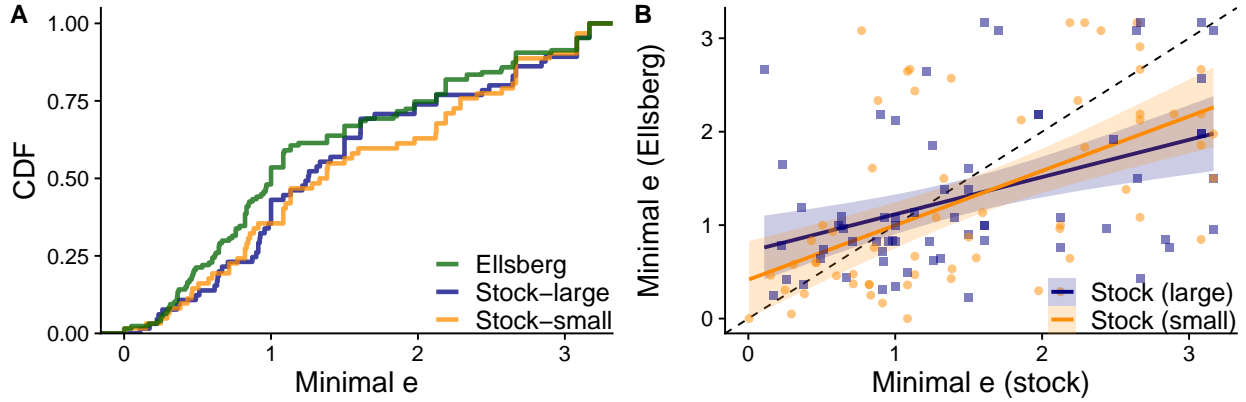 A
CDF
1.00
0.75
0.50
0.25
0.00
0
1
2
3
Minimal e
Ellsberg
Stock−large
Stock−small
B
Minimal e (Ellsberg)
3
2
1
0
0
1
2
3
Minimal e (stock)
Stock (large)
Stock (small)